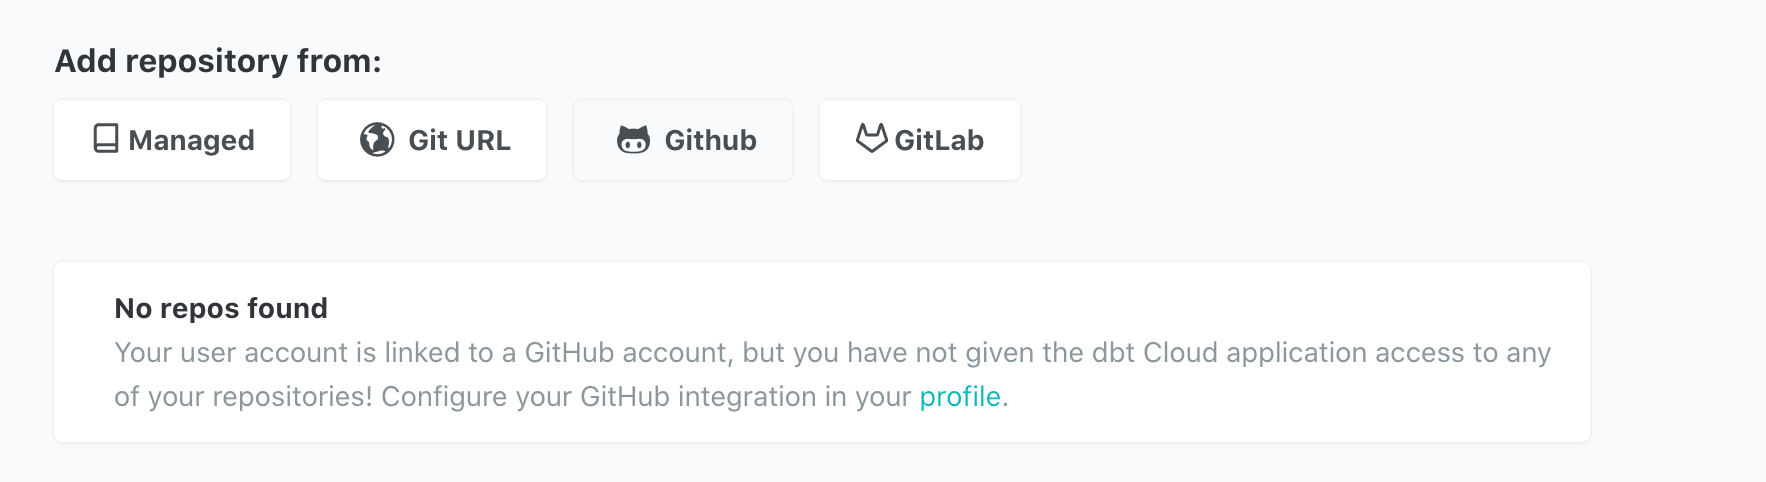 Add repository from:
Managed Git URL Github GitLab
No repos found
Your user account is linked to a GitHub account, but you have not given the dbt Cloud application access to any
of your repositories! Configure your GitHub integration in your profile.